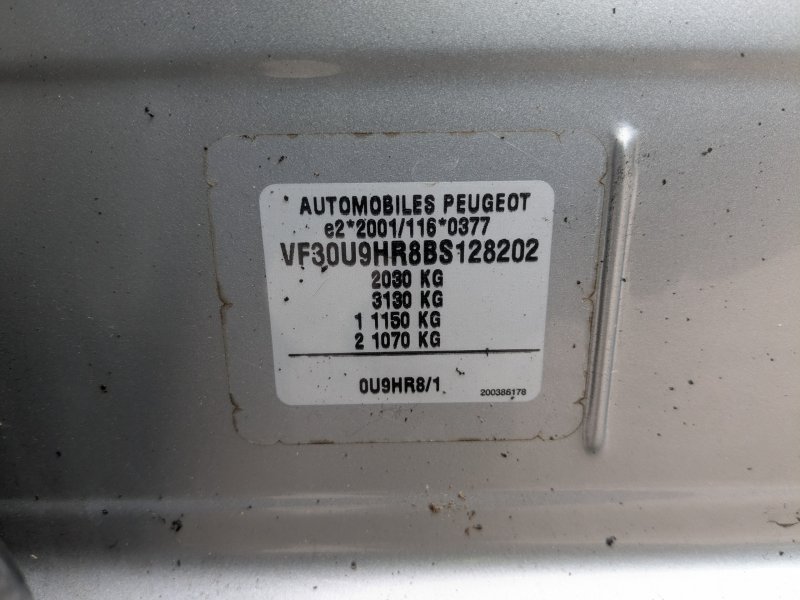 AUTOMOBILES PEUGEOT
e2*2001/116*0377
VF30U9HR8BS128202
2030 KG
3130 KG
1 1150 KG
2 1070 KG
0U9HR8/1
200386178